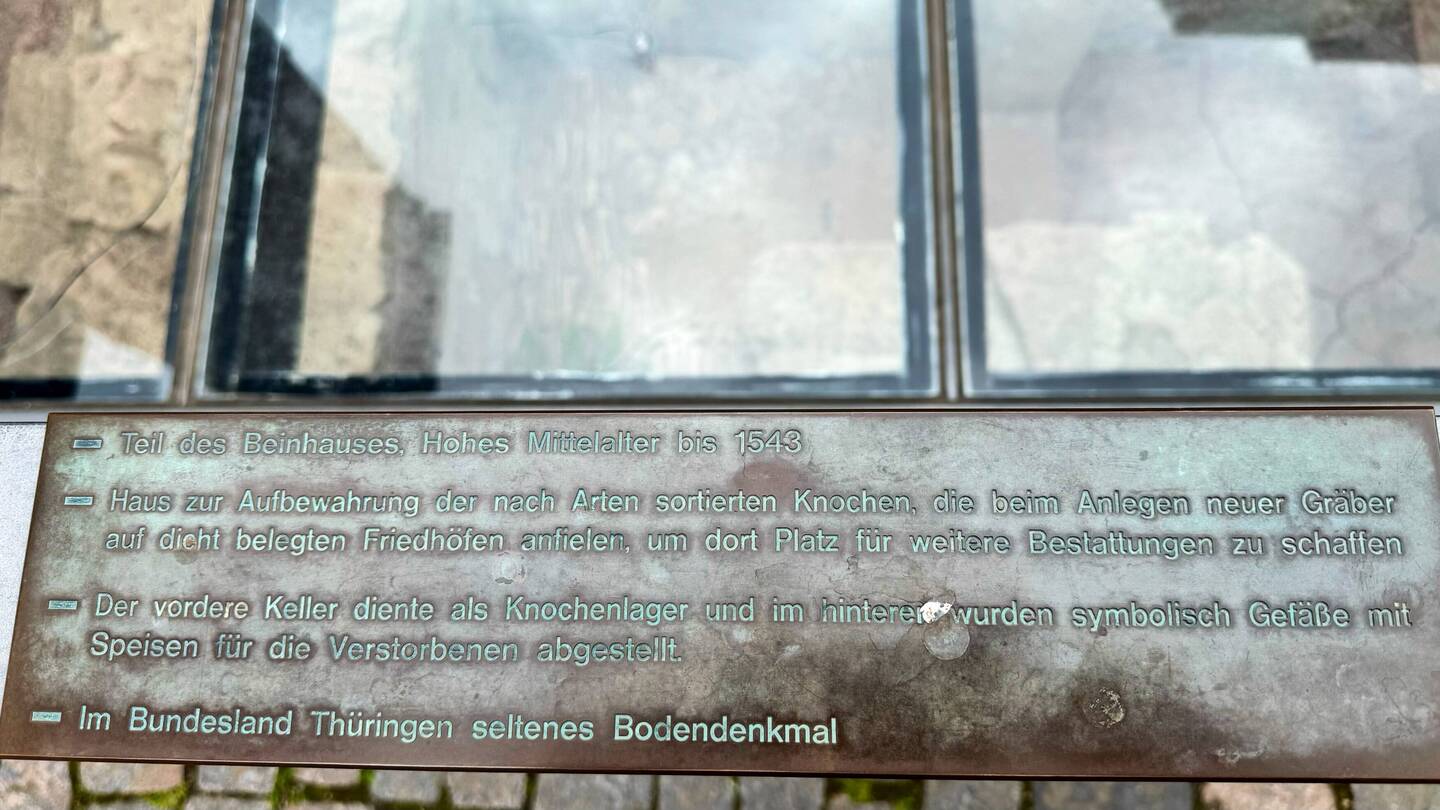 Teil des Beinhauses, Hohes Mittelalter bis 1543
Haus zur Aufbewahrung der nach Arten sortierten Knochen, die beim Anlegen neuer Gräber
auf dicht belegten Friedhöfen anfielen, um dort Platz für weitere Bestattungen zu schaffen
Der vordere Keller diente als Knochenlager und im hinteren wurden symbolisch Gefäße mit
Speisen für die Verstorbenen abgestellt.
Im Bundesland Thüringen seltenes Bodendenkmal